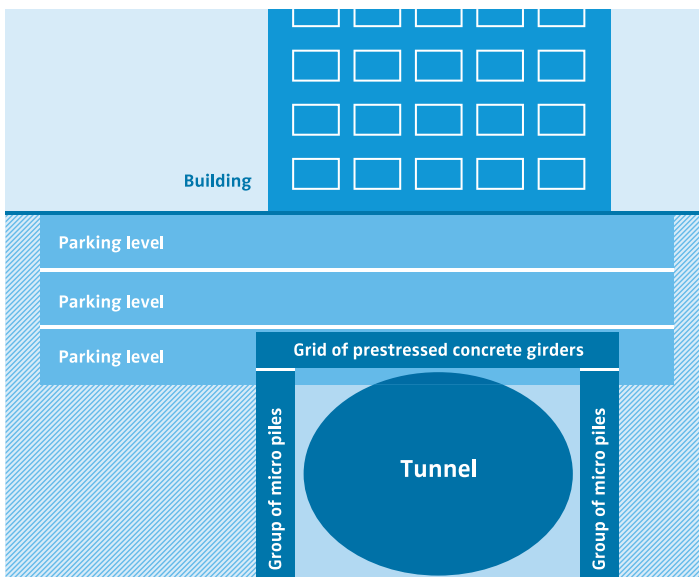 Building
Parking level
Parking level
Parking level
Grid of prestressed concrete girders
Group of micro piles
Tunnel
Group of micro piles